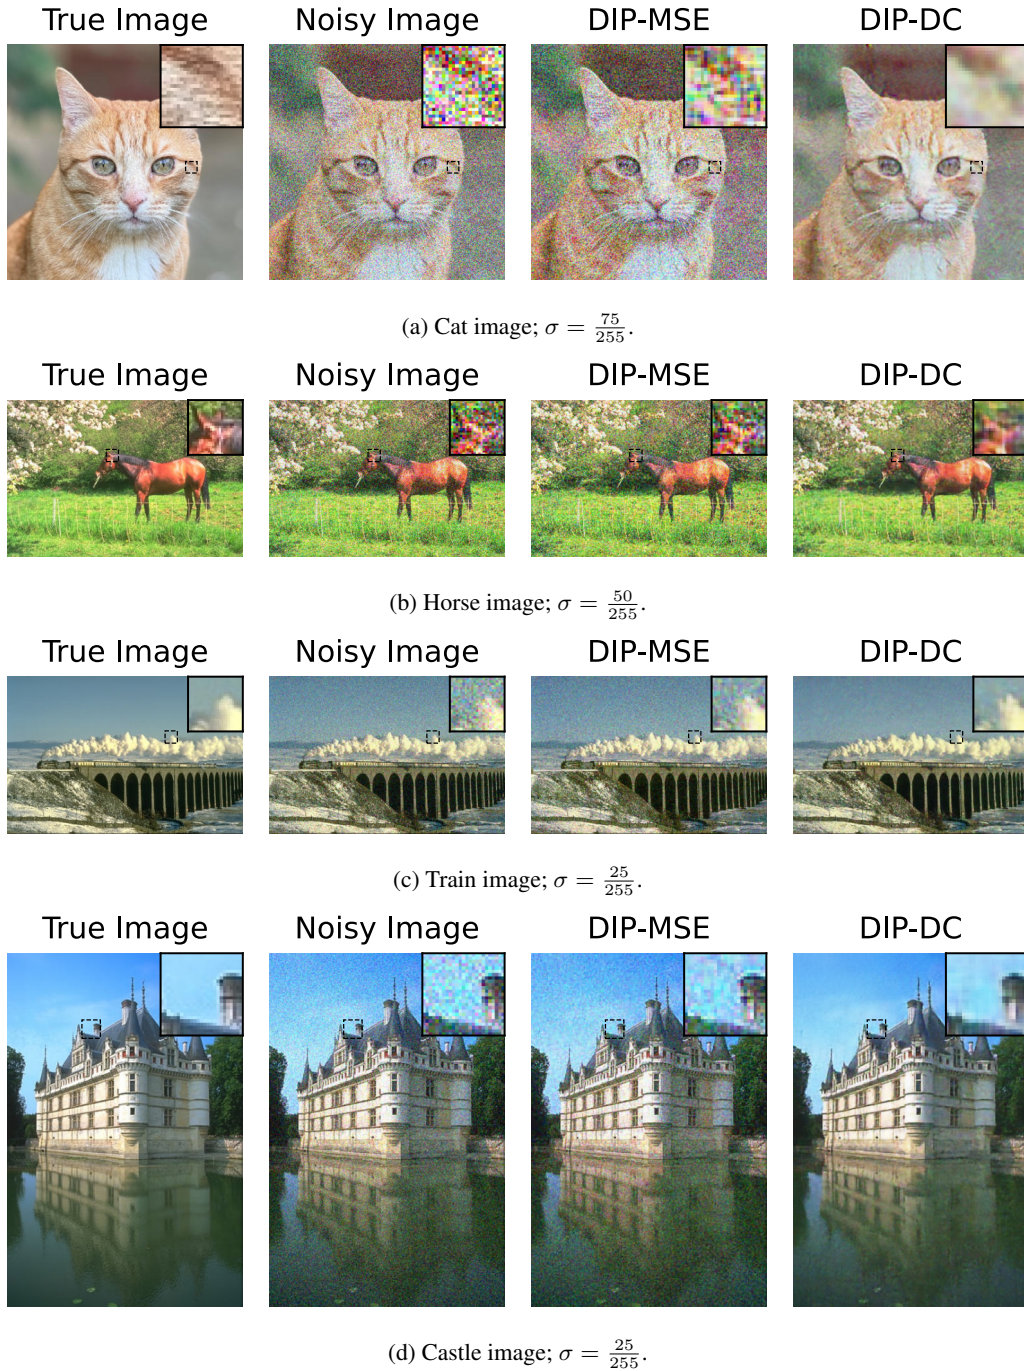 True Image Noisy Image DIP-MSE DIP-DC
(a) Cat image; σ = 75/255.
True Image Noisy Image DIP-MSE DIP-DC
(b) Horse image; σ = 50/255.
True Image Noisy Image DIP-MSE DIP-DC
(c) Train image; σ = 25/255.
True Image Noisy Image DIP-MSE DIP-DC
(d) Castle image; σ = 25/255.